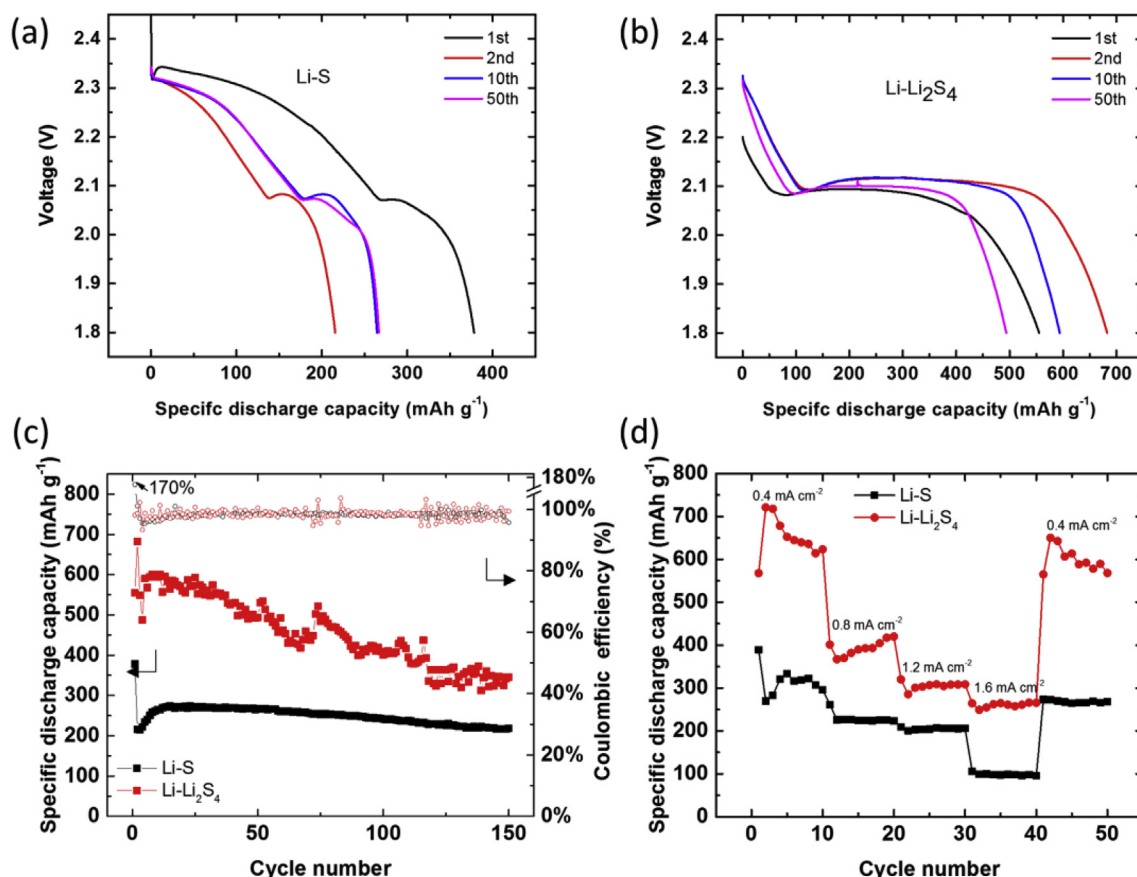 (a)
2.4
2.3
2.2
2.1
2.0
1.9
1.8
Voltage (V)
Li-S
1st
2nd
10th
50th
0 100 200 300 400
Specifc discharge capacity (mAh g⁻¹)
(b)
2.4
2.3
2.2
2.1
2.0
1.9
1.8
Voltage (V)
Li-Li₂S₄
1st
2nd
10th
50th
0 100 200 300 400 500 600 700
Specifc discharge capacity (mAh g⁻¹)
(c)
800
700
600
500
400
300
200
100
0
Specific discharge capacity (mAh g⁻¹)
170%
Li-S
Li-Li₂S₄
180%
100%
80%
60%
40%
20%
0%
Coulombic efficiency (%)
0 50 100 150
Cycle number
(d)
800
700
600
500
400
300
200
100
0
Specific discharge capacity (mAh g⁻¹)
Li-S
Li-Li₂S₄
0.4 mA cm⁻²
0.8 mA cm⁻²
1.2 mA cm⁻²
1.6 mA cm⁻²
0.4 mA cm⁻²
0 10 20 30 40 50
Cycle number